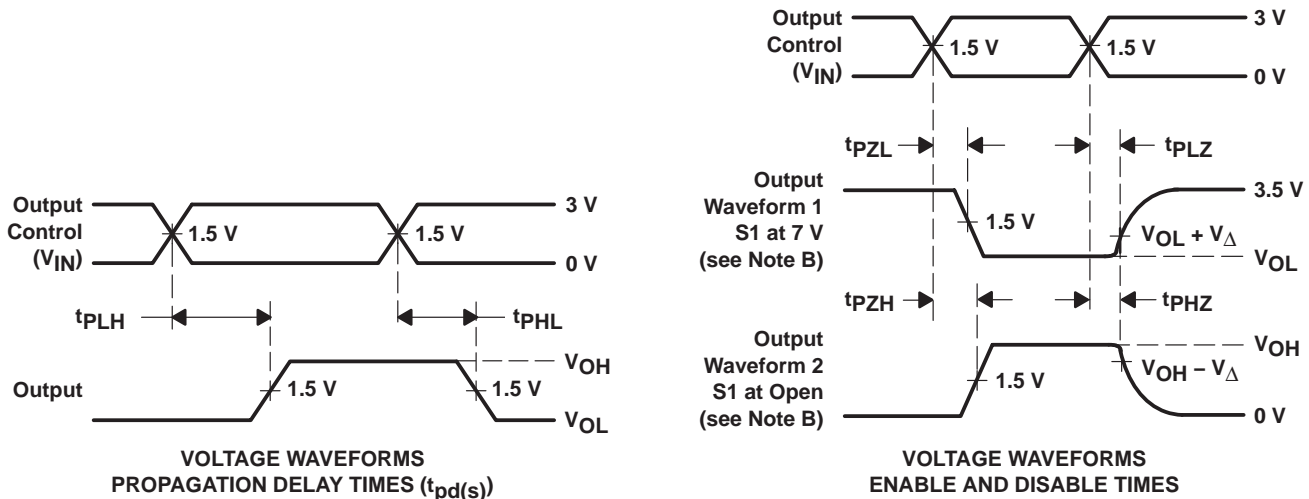 Output
Control
(VIN)
3 V
1.5 V
1.5 V
0 V
tPLH
tPHL
Output
VOH
1.5 V
1.5 V
VOL
VOLTAGE WAVEFORMS
PROPAGATION DELAY TIMES (tpd(s))
Output
Control
(VIN)
3 V
1.5 V
1.5 V
0 V
tPZL
tPLZ
Output
Waveform 1
S1 at 7 V
(see Note B)
3.5 V
1.5 V
VOL + VΔ
VOL
tPZH
tPHZ
Output
Waveform 2
S1 at Open
(see Note B)
VOH
1.5 V
VOH − VΔ
0 V
VOLTAGE WAVEFORMS
ENABLE AND DISABLE TIMES